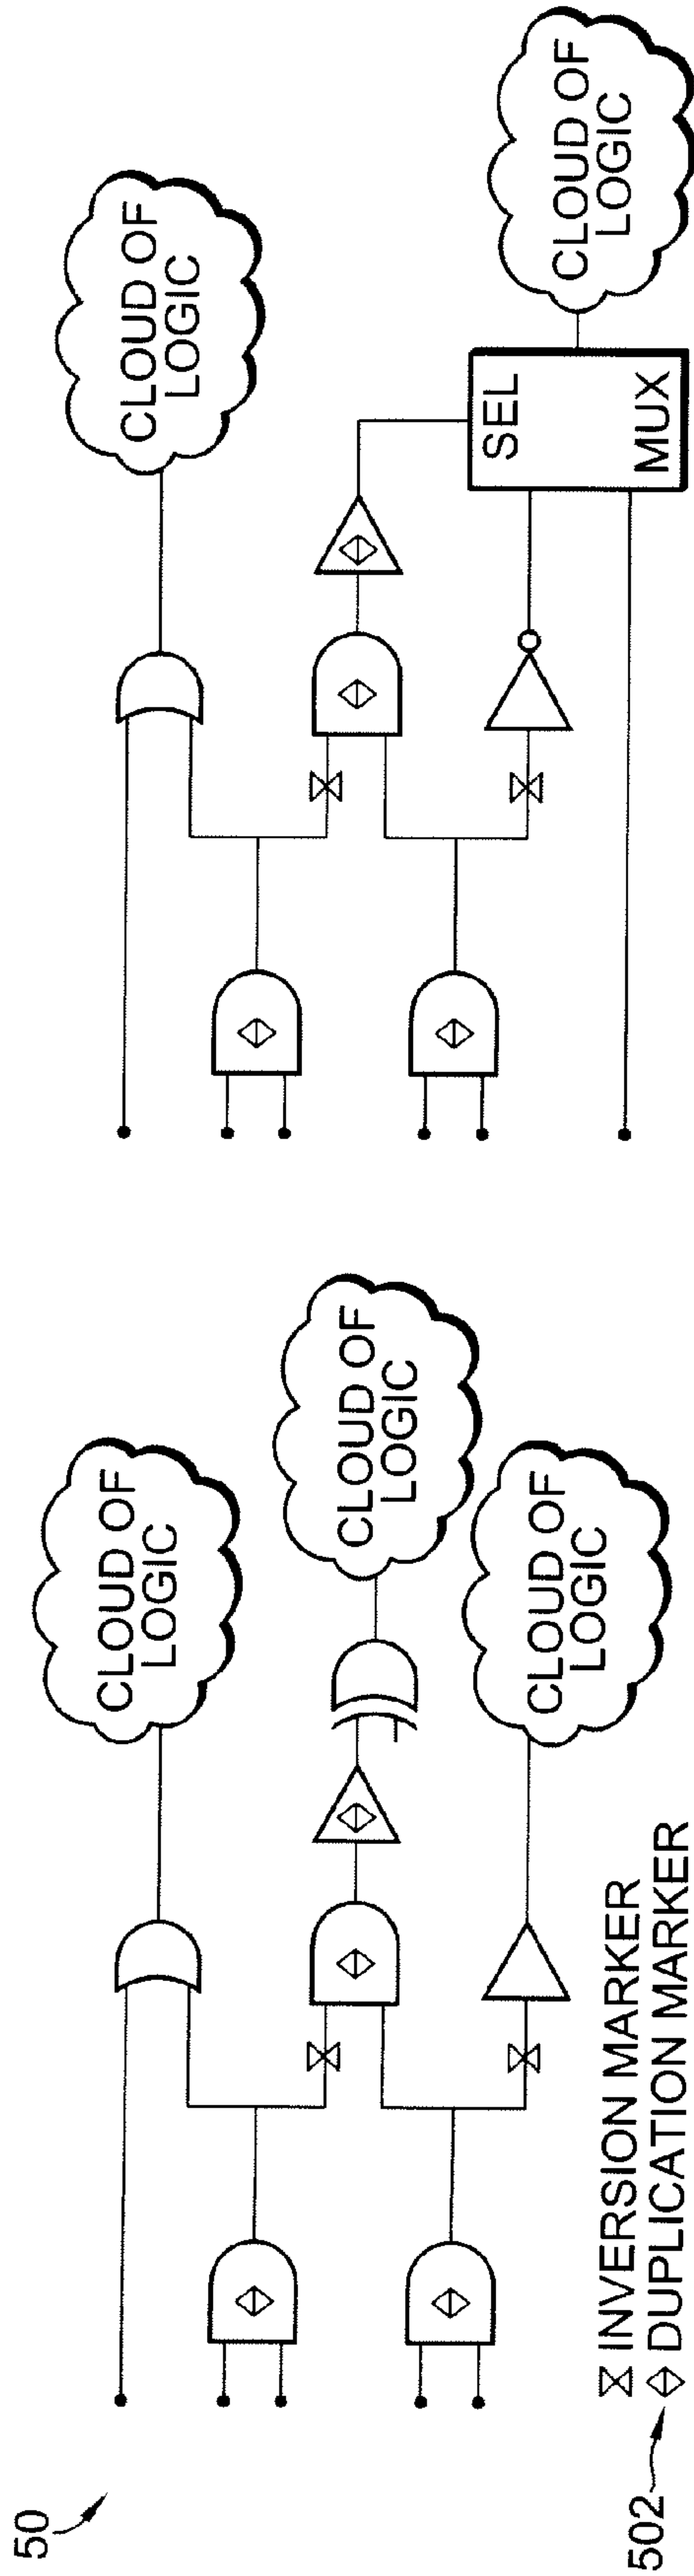 50
CLOUD OF
LOGIC
CLOUD OF
LOGIC
CLOUD OF
LOGIC
INVERSION MARKER
DUPLICATION MARKER
502
CLOUD OF
LOGIC
SEL
MUX
CLOUD OF
LOGIC